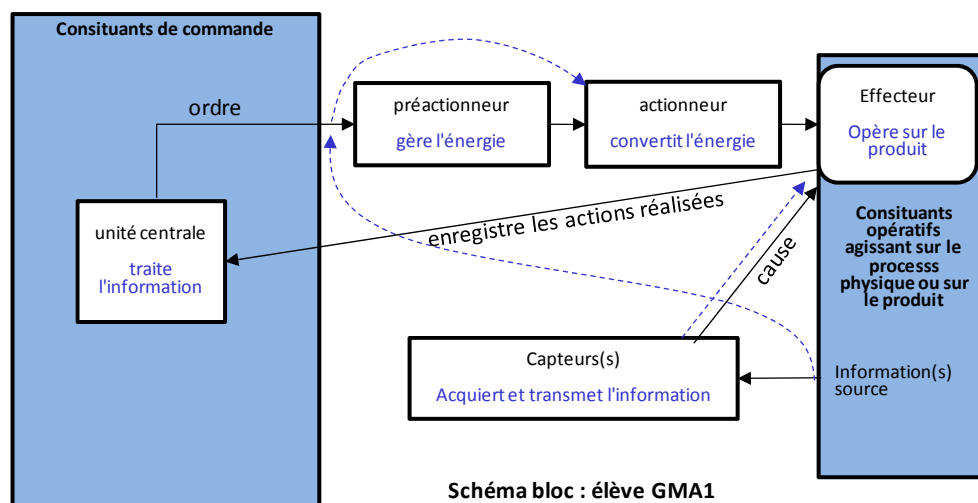 Consituants de commande
ordre
préactionneur
gère l'énergie
actionneur
convertit l'énergie
Effecteur
Opère sur le
produit
enregistre les actions réalisées
unité centrale
traite
l'information
cause
Consituants
opératifs
agissant sur le
processs
physique ou sur
le produit
Capteurs(s)
Acquiert et transmet l'information
Information(s)
source
Schéma bloc : élève GMA1